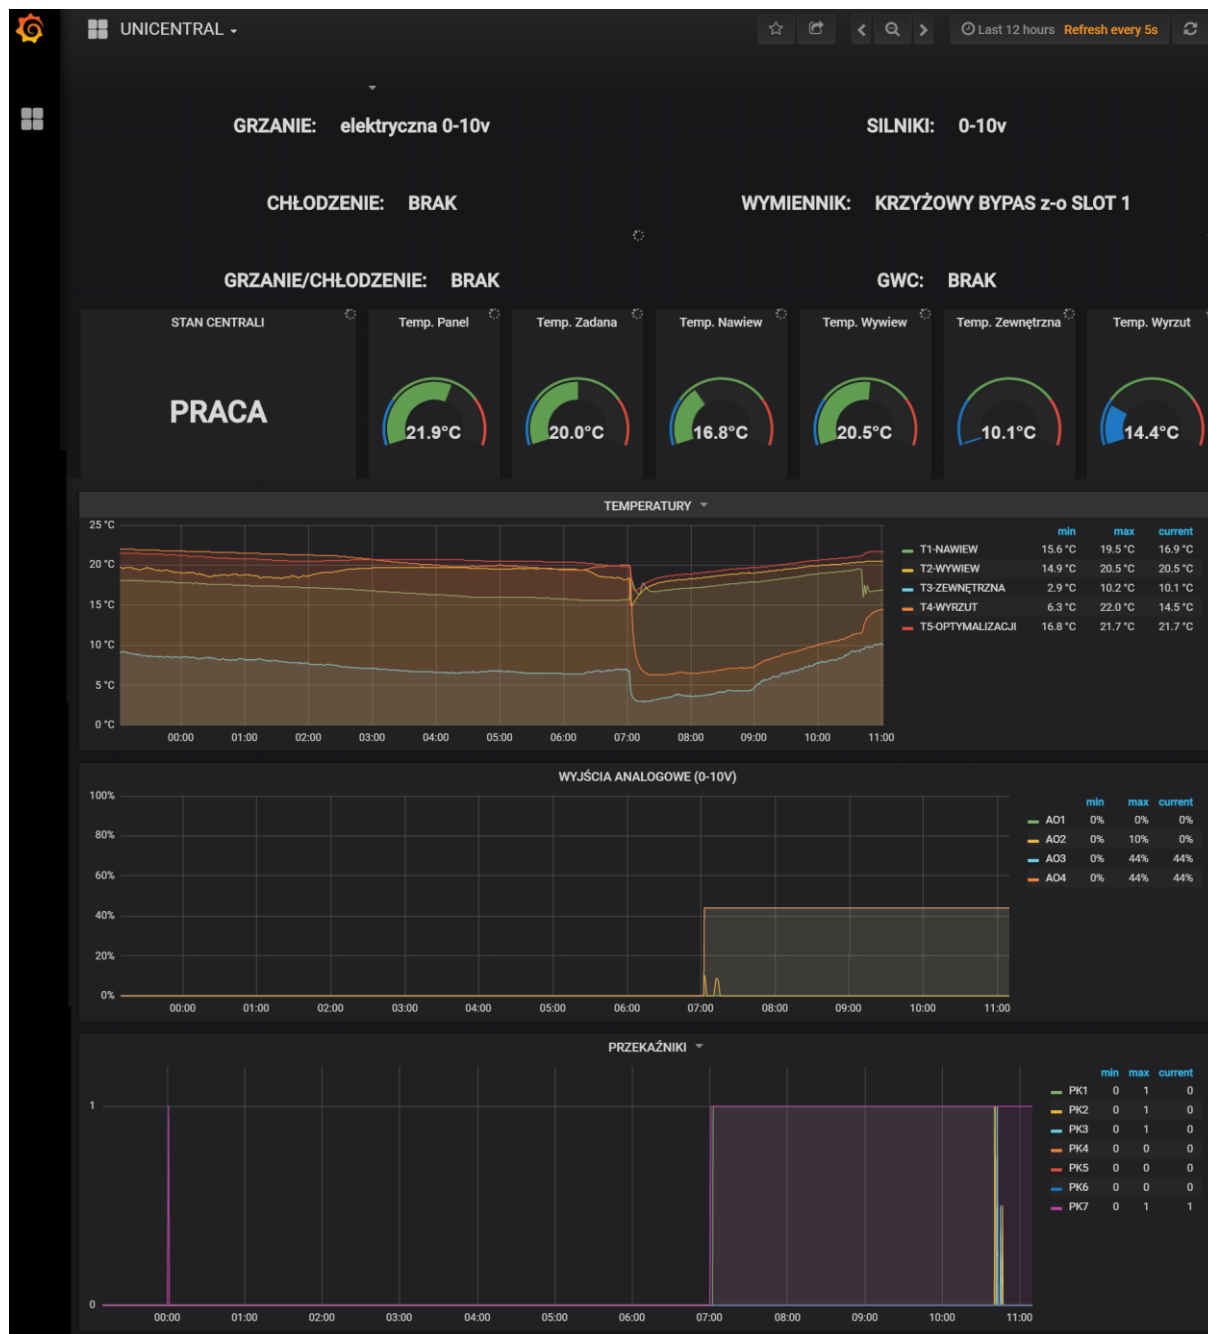 UNICENTRAL
Last 12 hours Refresh every 5s
GRZANIE: elektryczna 0-10v
SILNIKI: 0-10v
CHŁODZENIE: BRAK
WYMIENNIK: KRZYŻOWY BYPAS z-o SLOT 1
GRZANIE/CHŁODZENIE: BRAK
GWC: BRAK
STAN CENTRALI
PRACA
Temp. Panel
21.9°C
Temp. Zadana
20.0°C
Temp. Nawiew
16.8°C
Temp. Wywiew
20.5°C
Temp. Zewnętrzna
10.1°C
Temp. Wyrzut
14.4°C
TEMPERATURY
25 °C
20 °C
15 °C
10 °C
5 °C
0 °C
00:00 01:00 02:00 03:00 04:00 05:00 06:00 07:00 08:00 09:00 10:00 11:00
min max current
T1-NAWIEW 15.6 °C 19.5 °C 16.9 °C
T2-WYWIEW 14.9 °C 20.5 °C 20.5 °C
T3-ZEWNĘTRZNA 2.9 °C 10.2 °C 10.1 °C
T4-WYRZUT 6.3 °C 22.0 °C 14.5 °C
T5-OPTYMALIZACJI 16.8 °C 21.7 °C 21.7 °C
WYJŚCIA ANALOGOWE (0-10V)
100%
80%
60%
40%
20%
0%
00:00 01:00 02:00 03:00 04:00 05:00 06:00 07:00 08:00 09:00 10:00 11:00
min max current
AO1 0% 0% 0%
AO2 0% 10% 0%
AO3 0% 44% 44%
AO4 0% 44% 44%
PRZEKAŹNIKI
1
0
00:00 01:00 02:00 03:00 04:00 05:00 06:00 07:00 08:00 09:00 10:00 11:00
min max current
PK1 0 1 0
PK2 0 1 0
PK3 0 1 0
PK4 0 0 0
PK5 0 0 0
PK6 0 0 0
PK7 0 1 1